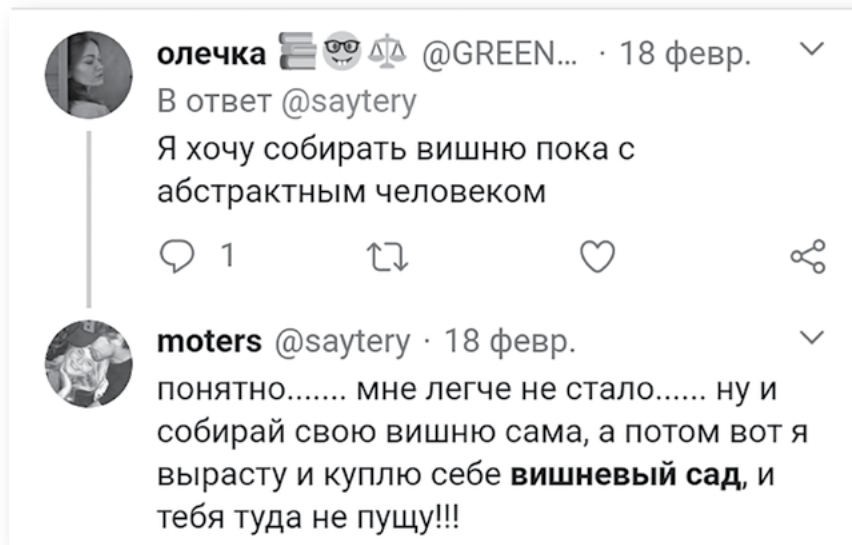 олечка 📚🤓⚖️ @GREEN... · 18 февр.
В ответ @saytery
Я хочу собирать вишню пока с
абстрактным человеком
1
moters @saytery · 18 февр.
понятно....... мне легче не стало...... ну и
собирай свою вишню сама, а потом вот я
вырасту и куплю себе вишневый сад, и
тебя туда не пущу!!!